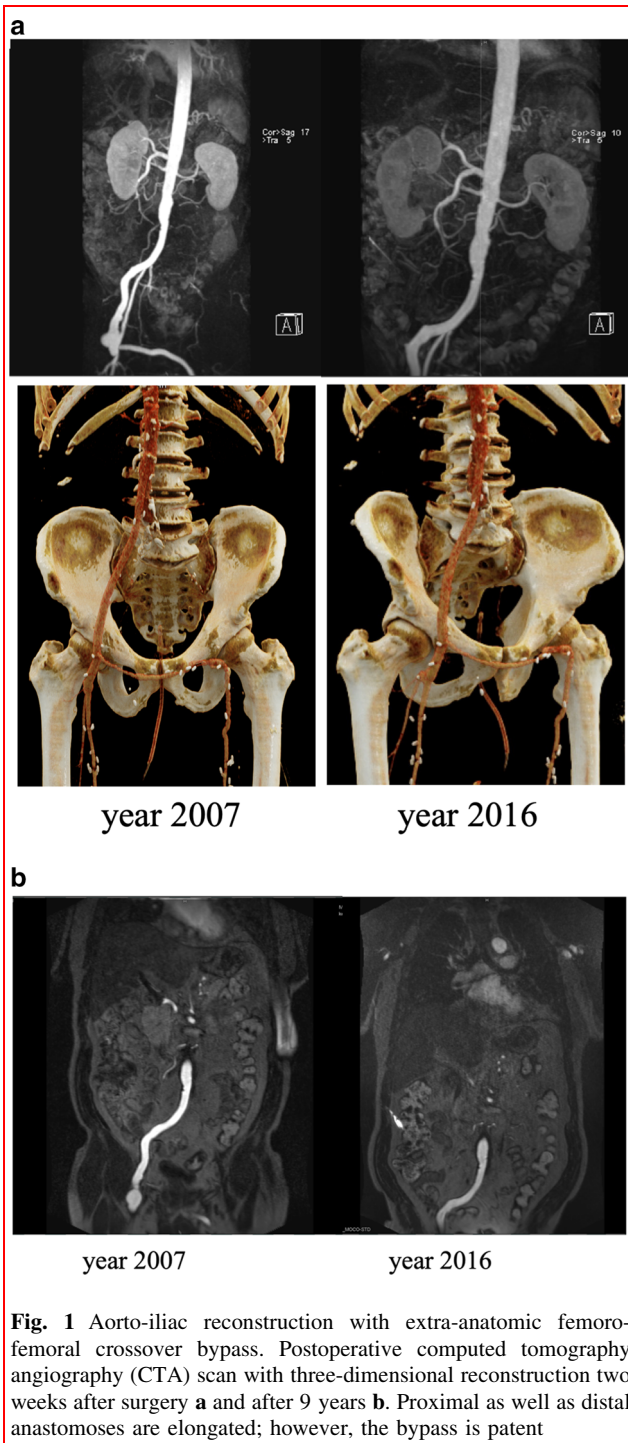 a
Cor>Sag 17
>Tra 5
Cor>Sag 10
>Tra 6
A
A
year 2007
year 2016
b
_MOCO-STD
year 2007
year 2016
Fig. 1 Aorto-iliac reconstruction with extra-anatomic femoro-
femoral crossover bypass. Postoperative computed tomography
angiography (CTA) scan with three-dimensional reconstruction two
weeks after surgery a and after 9 years b. Proximal as well as distal
anastomoses are elongated; however, the bypass is patent